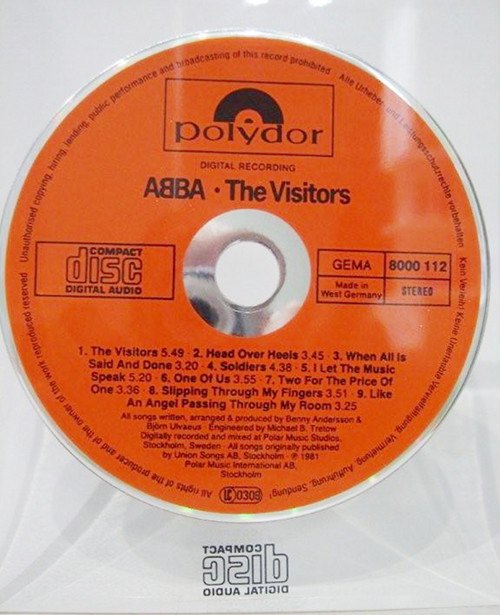 Unauthorised copying, hiring, lending, public performance and broadcasting of this record prohibited · Alle Urheber- und Leistungsschutzrechte vorbehalten · Kein Verleih! Keine Unerlaubte Vervielfältigung, Vermietung, Aufführung, Sendung!
polydor
DIGITAL RECORDING
ABBA · The Visitors
COMPACT
disc
DIGITAL AUDIO
GEMA 8000 112
Made in West Germany STEREO
1. The Visitors 5.49 · 2. Head Over Heels 3.45 · 3. When All Is
Said And Done 3.20 · 4. Soldiers 4.38 · 5. I Let The Music
Speak 5.20 · 6. One Of Us 3.55 · 7. Two For The Price Of
One 3.36 · 8. Slipping Through My Fingers 3.51 · 9. Like
An Angel Passing Through My Room 3.25
All songs written, arranged & produced by Benny Andersson &
Björn Ulvaeus · Engineered by Michael B. Tretow
Digitally recorded and mixed at Polar Music Studios,
Stockholm, Sweden · All songs originally published
by Union Songs AB, Stockholm · ℗ 1981
Polar Music International AB,
Stockholm
All rights of the producer and of the owner of the work reproduced reserved
LC 0309
COMPACT
disc
DIGITAL AUDIO